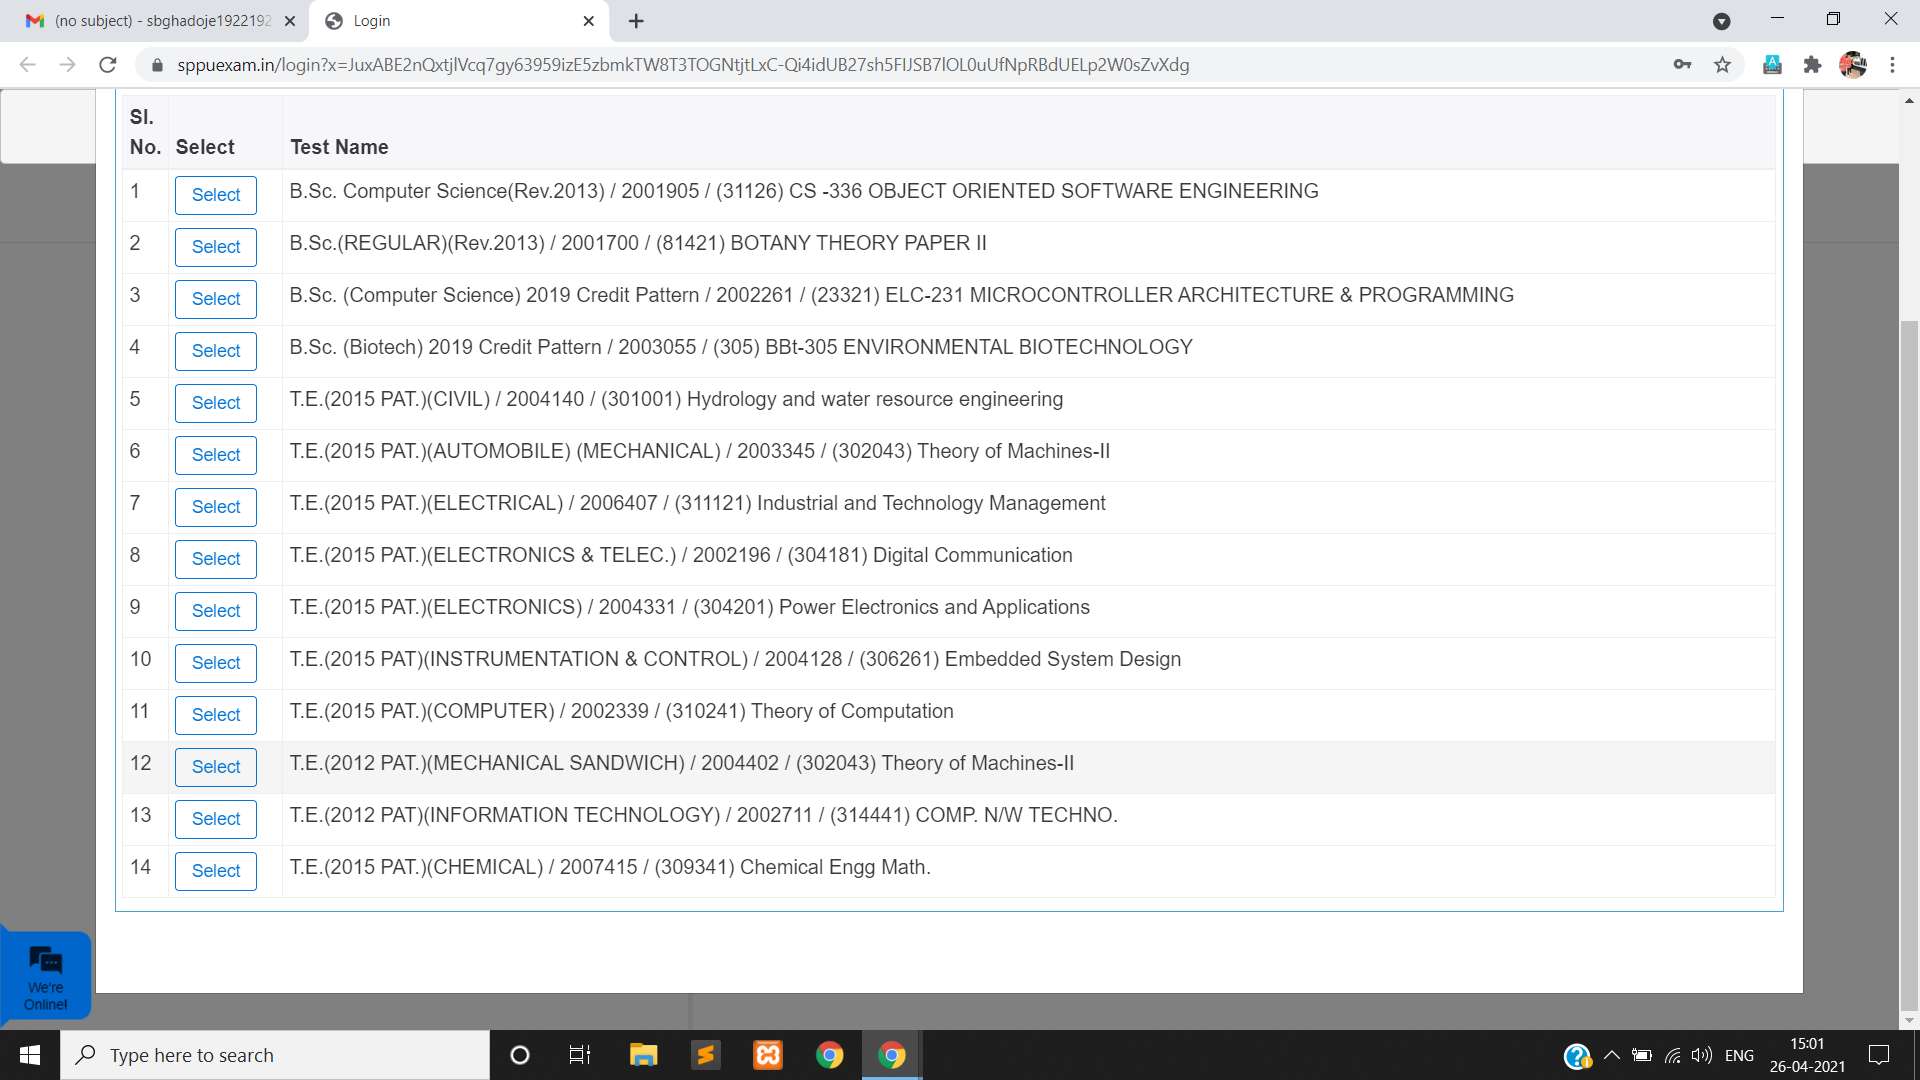 (no subject) - sbghadoje1922192
Login
sppuexam.in/login?x=JuxABE2nQxtjlVcq7gy63959izE5zbmkTW8T3TOGNtjtLxC-Qi4idUB27sh5FIJSB7lOL0uUfNpRBdUELp2W0sZvXdg
Sl. No. Select Test Name
1 Select B.Sc. Computer Science(Rev.2013) / 2001905 / (31126) CS -336 OBJECT ORIENTED SOFTWARE ENGINEERING
2 Select B.Sc.(REGULAR)(Rev.2013) / 2001700 / (81421) BOTANY THEORY PAPER II
3 Select B.Sc. (Computer Science) 2019 Credit Pattern / 2002261 / (23321) ELC-231 MICROCONTROLLER ARCHITECTURE & PROGRAMMING
4 Select B.Sc. (Biotech) 2019 Credit Pattern / 2003055 / (305) BBt-305 ENVIRONMENTAL BIOTECHNOLOGY
5 Select T.E.(2015 PAT.)(CIVIL) / 2004140 / (301001) Hydrology and water resource engineering
6 Select T.E.(2015 PAT.)(AUTOMOBILE) (MECHANICAL) / 2003345 / (302043) Theory of Machines-II
7 Select T.E.(2015 PAT.)(ELECTRICAL) / 2006407 / (311121) Industrial and Technology Management
8 Select T.E.(2015 PAT.)(ELECTRONICS & TELEC.) / 2002196 / (304181) Digital Communication
9 Select T.E.(2015 PAT.)(ELECTRONICS) / 2004331 / (304201) Power Electronics and Applications
10 Select T.E.(2015 PAT)(INSTRUMENTATION & CONTROL) / 2004128 / (306261) Embedded System Design
11 Select T.E.(2015 PAT.)(COMPUTER) / 2002339 / (310241) Theory of Computation
12 Select T.E.(2012 PAT.)(MECHANICAL SANDWICH) / 2004402 / (302043) Theory of Machines-II
13 Select T.E.(2012 PAT)(INFORMATION TECHNOLOGY) / 2002711 / (314441) COMP. N/W TECHNO.
14 Select T.E.(2015 PAT.)(CHEMICAL) / 2007415 / (309341) Chemical Engg Math.
We're
Online!
Type here to search
ENG
15:01
26-04-2021